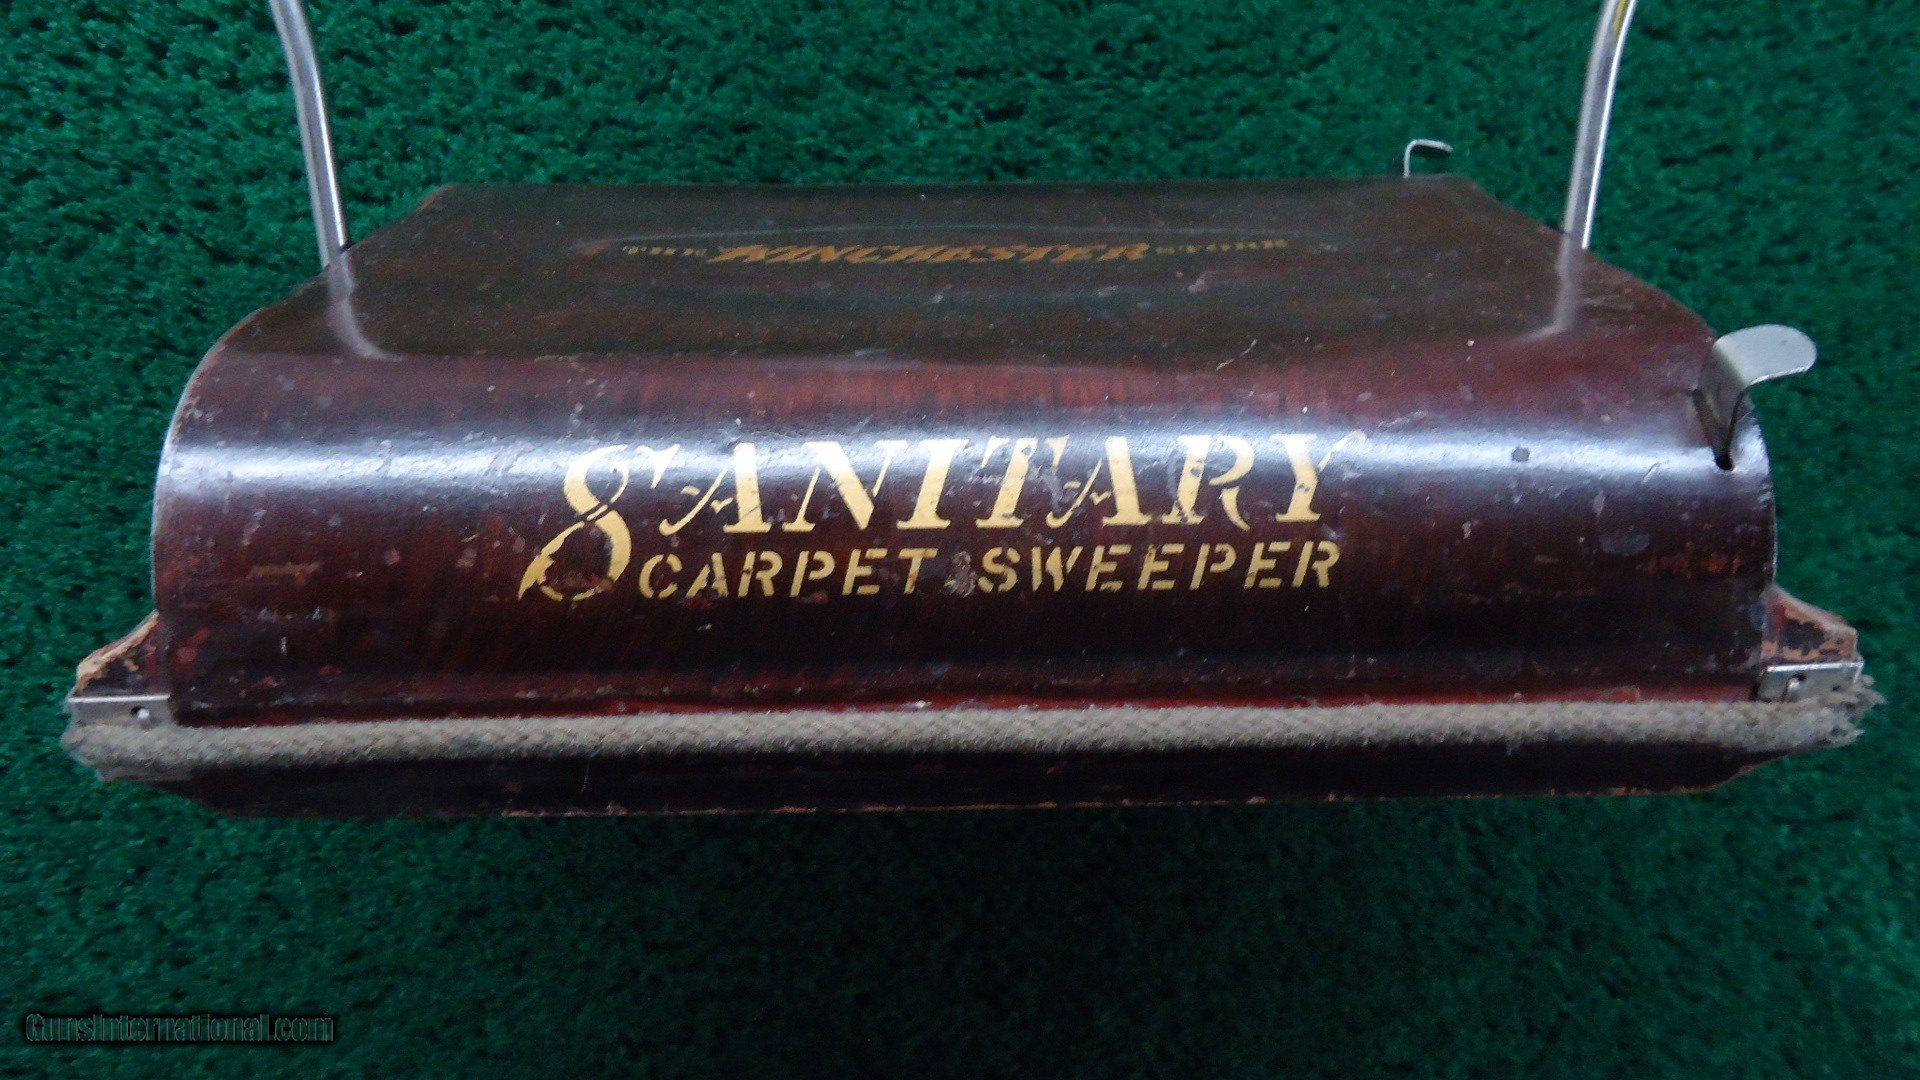 THE WINCHESTER STORE
SANITARY
CARPET SWEEPER
GunsInternational.com